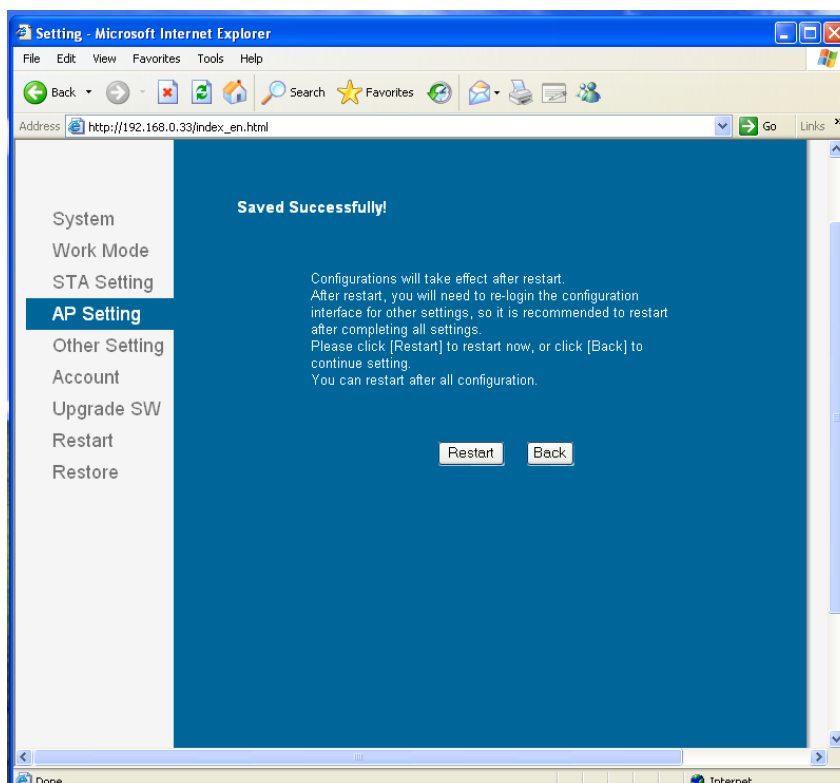 Setting - Microsoft Internet Explorer
File Edit View Favorites Tools Help
Back Search Favorites
Address http://192.168.0.33/index_en.html Go Links »
System
Work Mode
STA Setting
AP Setting
Other Setting
Account
Upgrade SW
Restart
Restore
Saved Successfully!
Configurations will take effect after restart.
After restart, you will need to re-login the configuration
interface for other settings, so it is recommended to restart
after completing all settings.
Please click [Restart] to restart now, or click [Back] to
continue setting.
You can restart after all configuration.
Restart Back
Done Internet